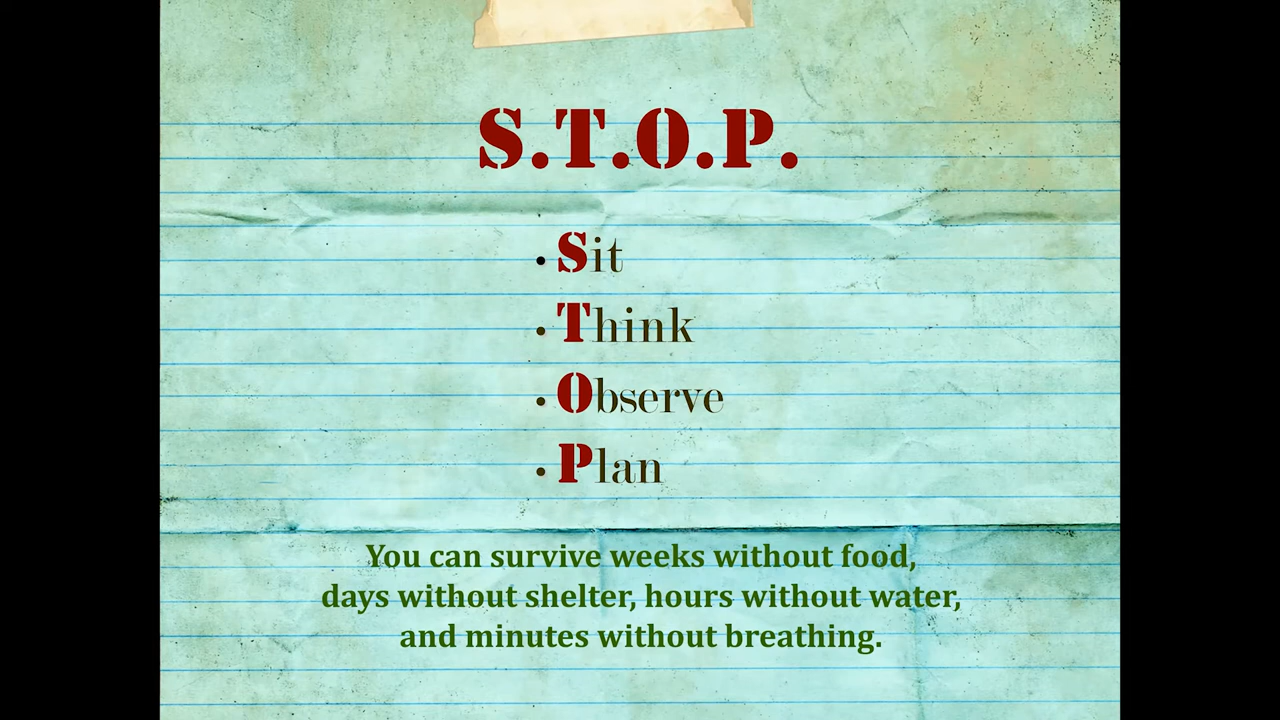 S.T.O.P.
• Sit
• Think
• Observe
• Plan
You can survive weeks without food,
days without shelter, hours without water,
and minutes without breathing.